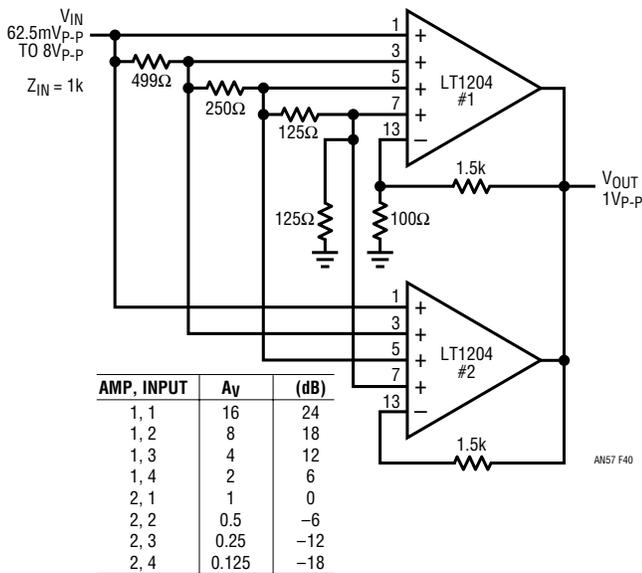 VIN
62.5mVP-P
TO 8VP-P
ZIN = 1k
499Ω
250Ω
125Ω
125Ω
1
3
5
7
13
+
+
+
+
–
LT1204
#1
100Ω
1.5k
VOUT
1VP-P
1
3
5
7
13
+
+
+
+
–
LT1204
#2
1.5k
AMP, INPUT AV (dB)
1, 1 16 24
1, 2 8 18
1, 3 4 12
1, 4 2 6
2, 1 1 0
2, 2 0.5 –6
2, 3 0.25 –12
2, 4 0.125 –18
AN57 F40